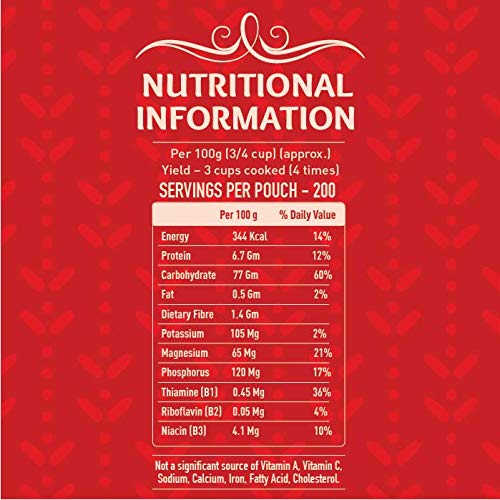 NUTRITIONAL
INFORMATION
Per 100g (3/4 cup) (approx.)
Yield – 3 cups cooked (4 times)
SERVINGS PER POUCH – 200
Per 100 g % Daily Value
Energy 344 Kcal 14%
Protein 6.7 Gm 12%
Carbohydrate 77 Gm 60%
Fat 0.5 Gm 2%
Dietary Fibre 1.4 Gm
Potassium 105 Mg 2%
Magnesium 65 Mg 21%
Phosphorus 120 Mg 17%
Thiamine (B1) 0.45 Mg 36%
Riboflavin (B2) 0.05 Mg 4%
Niacin (B3) 4.1 Mg 10%
Not a significant source of Vitamin A, Vitamin C,
Sodium, Calcium, Iron, Fatty Acid, Cholesterol.